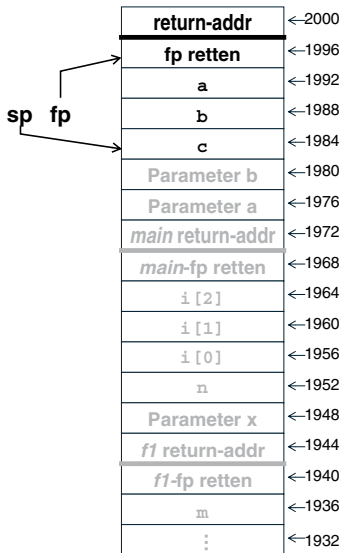 return-addr ←2000
fp retten ←1996
a ←1992
b ←1988
sp fp
c ←1984
Parameter b ←1980
Parameter a ←1976
main return-addr ←1972
main-fp retten ←1968
i[2] ←1964
i[1] ←1960
i[0] ←1956
n ←1952
Parameter x ←1948
f1 return-addr ←1944
f1-fp retten ←1940
m ←1936
⋮ ←1932